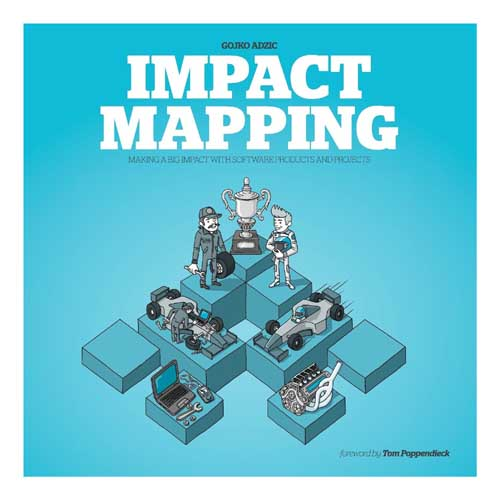 GOJKO ADZIC
IMPACT
MAPPING
MAKING A BIG IMPACT WITH SOFTWARE PRODUCTS AND PROJECTS
foreword by Tom Poppendieck